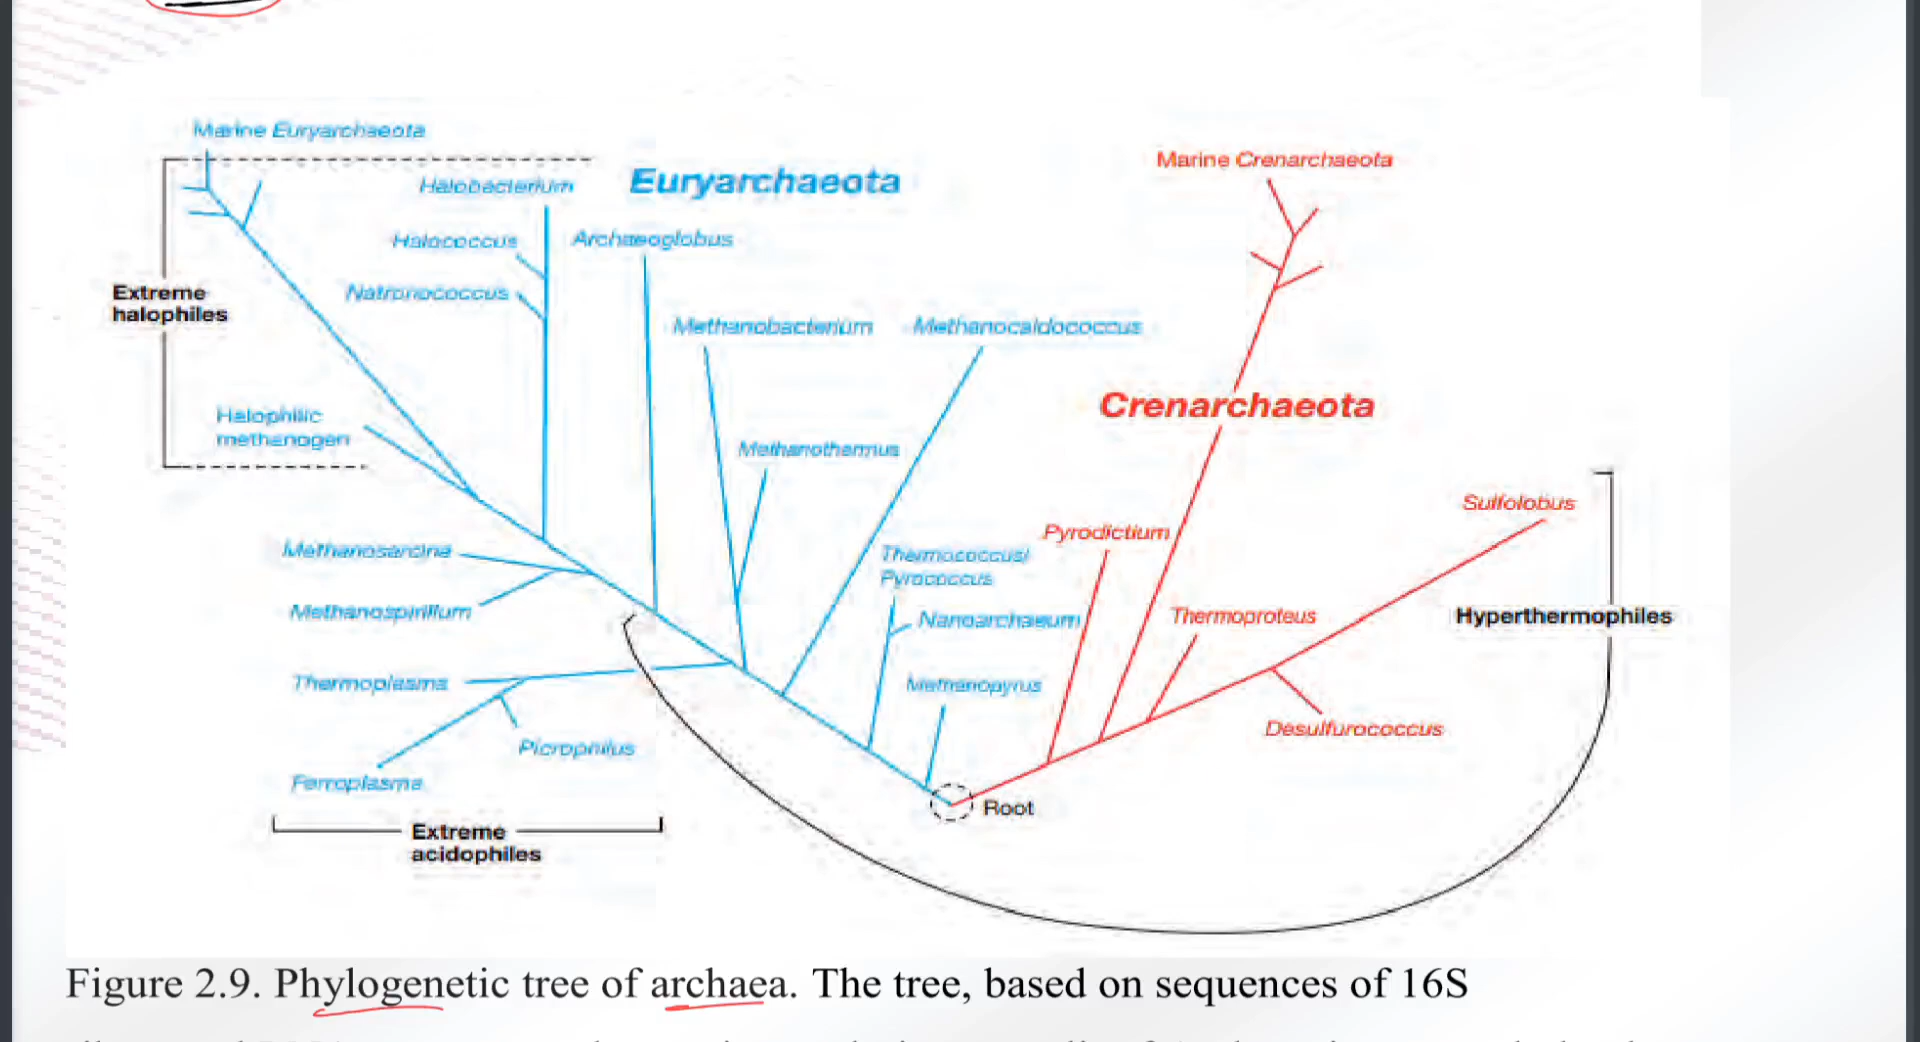 Marine Euryarchaeota
Halobacterium
Euryarchaeota
Marine Crenarchaeota
Halococcus
Archaeoglobus
Extreme
halophiles
Natronococcus
Methanobacterium
Methanocaldococcus
Crenarchaeota
Halophilic
methanogen
Methanothermus
Sulfolobus
Pyrodictium
Methanosarcina
Thermococcus/
Pyrococcus
Methanospirillum
Nanoarchaeum
Thermoproteus
Hyperthermophiles
Thermoplasma
Methanopyrus
Desulfurococcus
Picrophilus
Ferroplasma
Root
Extreme
acidophiles
Figure 2.9. Phylogenetic tree of archaea. The tree, based on sequences of 16S